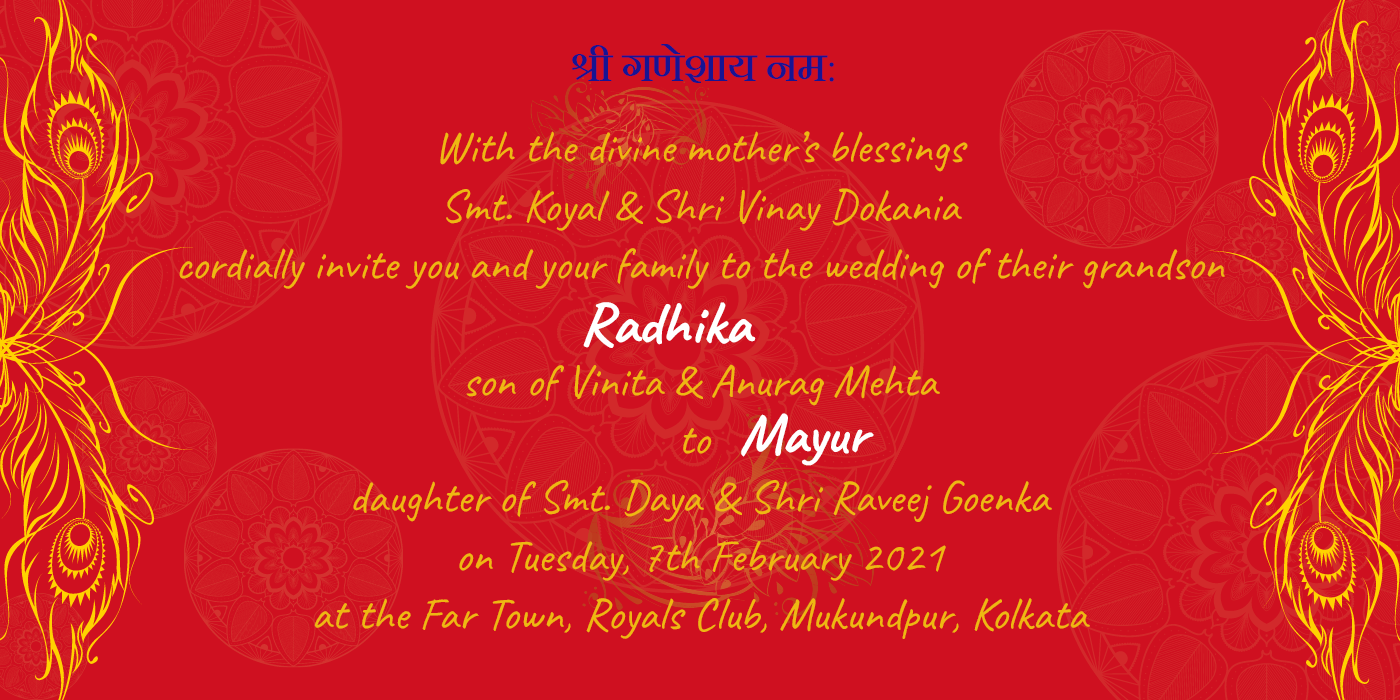 श्री गणेशाय नमः
With the divine mother's blessings
Smt. Koyal & Shri Vinay Dokania
cordially invite you and your family to the wedding of their grandson
Radhika
son of Vinita & Anurag Mehta
to Mayur
daughter of Smt. Daya & Shri Raveej Goenka
on Tuesday, 7th February 2021
at the Far Town, Royals Club, Mukundpur, Kolkata